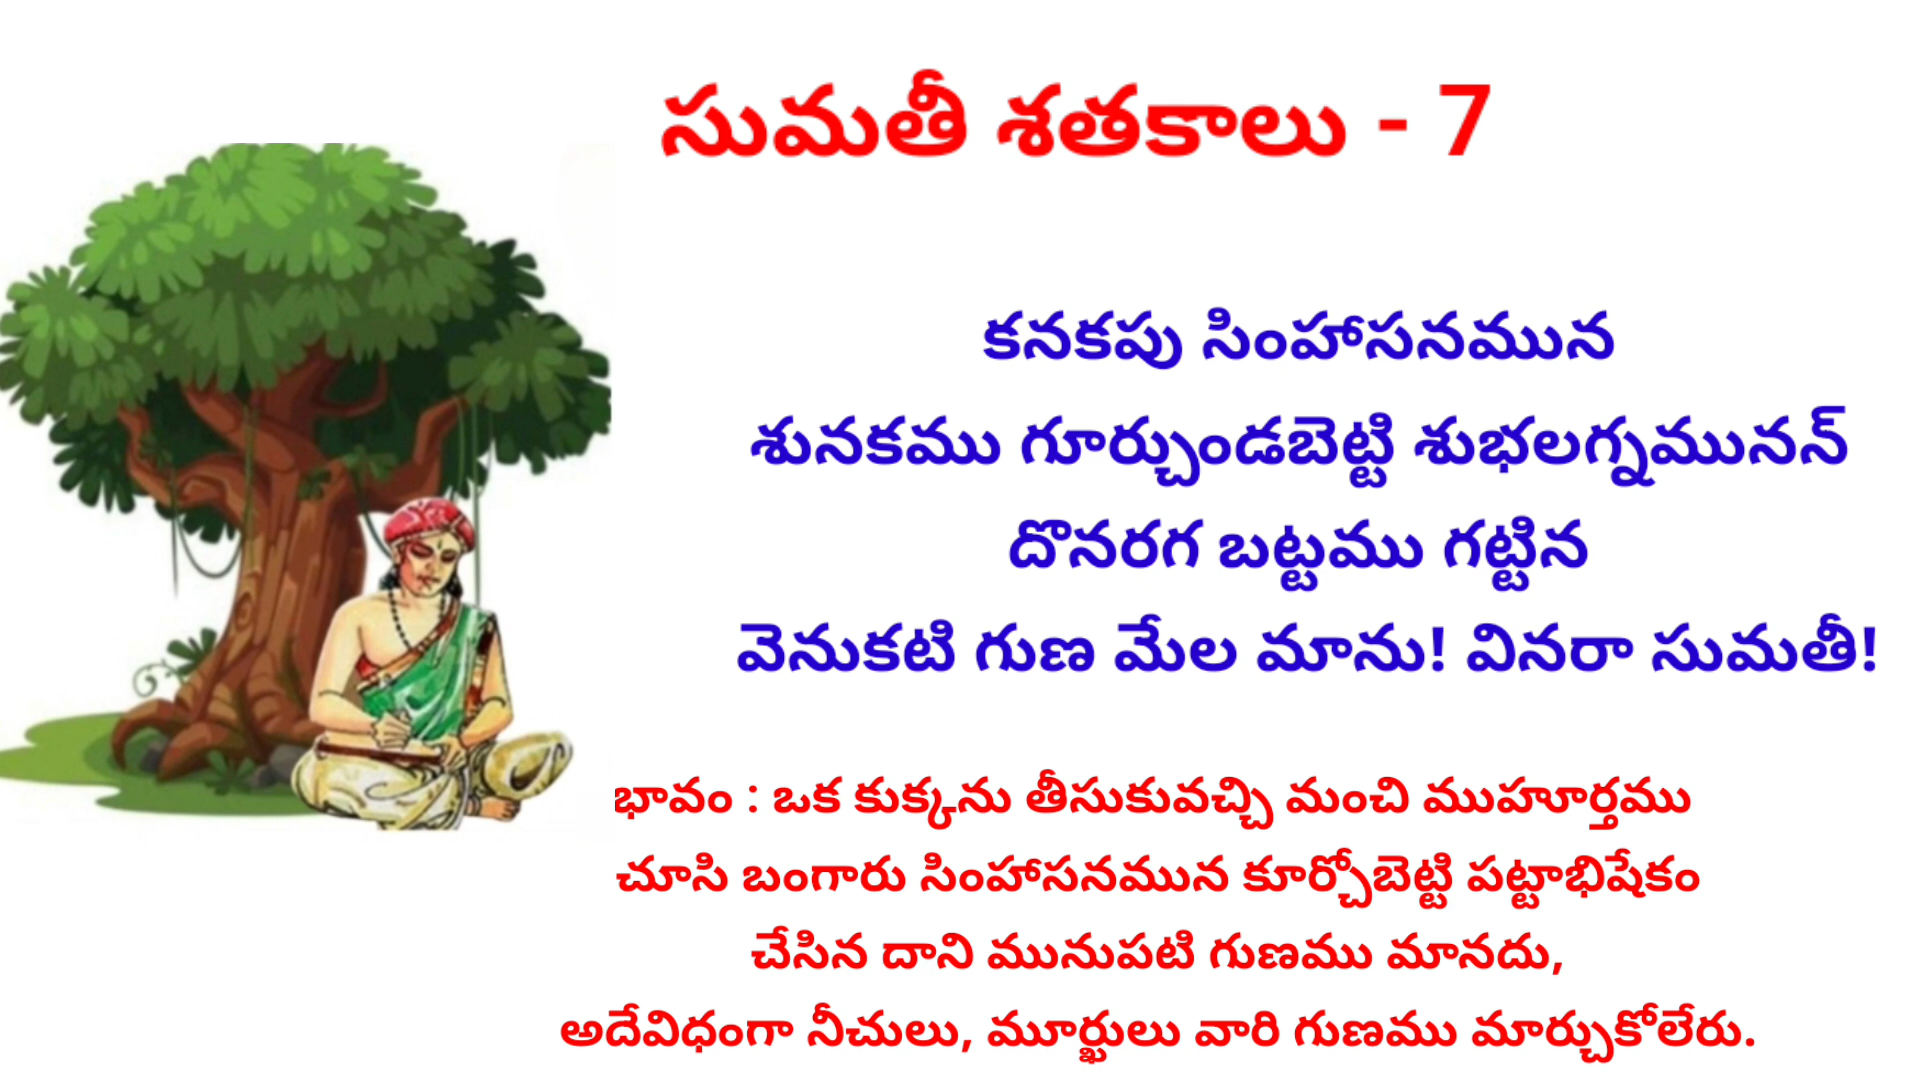 సుమతీ శతకాలు - 7
కనకపు సింహాసనమున
శునకము గూర్చుండబెట్టి శుభలగ్నమునన్
దొనరగ బట్టము గట్టిన
వెనుకటి గుణ మేల మాను! వినరా సుమతీ!
భావం : ఒక కుక్కను తీసుకువచ్చి మంచి ముహూర్తము
చూసి బంగారు సింహాసనమున కూర్చోబెట్టి పట్టాభిషేకం
చేసిన దాని మునుపటి గుణము మానదు,
అదేవిధంగా నీచులు, మూర్ఖులు వారి గుణము మార్చుకోలేరు.